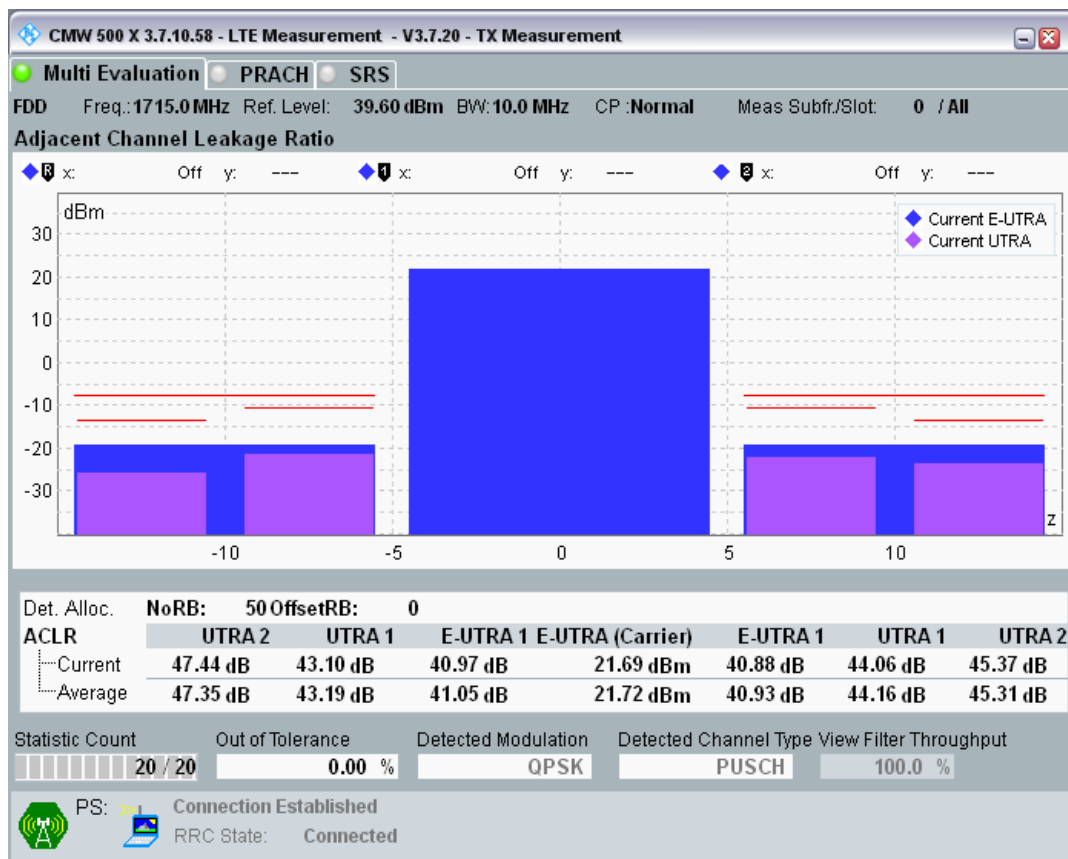 CMW 500 X 3.7.10.58 - LTE Measurement - V3.7.20 - TX Measurement
Multi Evaluation PRACH SRS
FDD Freq.:1715.0 MHz Ref. Level: 39.60 dBm BW:10.0 MHz CP :Normal Meas Subfr./Slot: 0 / All
Adjacent Channel Leakage Ratio
R x: Off y: --- 1 x: Off y: --- 2 x: Off y: ---
dBm
Current E-UTRA
Current UTRA
30
20
10
0
-10
-20
-30
z
-10 -5 0 5 10
Det. Alloc. NoRB: 50 OffsetRB: 0
ACLR UTRA 2 UTRA 1 E-UTRA 1 E-UTRA (Carrier) E-UTRA 1 UTRA 1 UTRA 2
Current 47.44 dB 43.10 dB 40.97 dB 21.69 dBm 40.88 dB 44.06 dB 45.37 dB
Average 47.35 dB 43.19 dB 41.05 dB 21.72 dBm 40.93 dB 44.16 dB 45.31 dB
Statistic Count Out of Tolerance Detected Modulation Detected Channel Type View Filter Throughput
20 / 20 0.00 % QPSK PUSCH 100.0 %
PS: Connection Established
RRC State: Connected